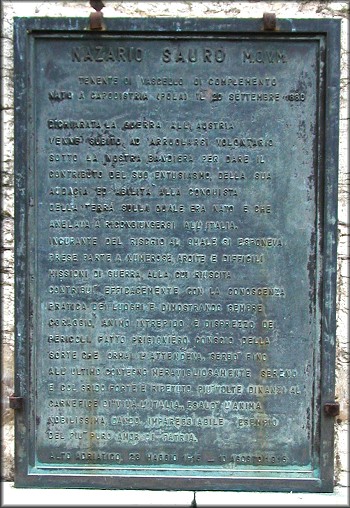 NAZARIO SAURO M.O.V.M.
TENENTE DI VASCELLO DI COMPLEMENTO
NATO A CAPODISTRIA (POLA) IL 20 SETTEMBRE 1880
DICHIARATA LA GUERRA ALL'AUSTRIA
VENNE SUBITO AD ARROLARSI VOLONTARIO
SOTTO LA NOSTRA BANDIERA PER DARE IL
CONTRIBUTO DEL SUO ENTUSIASMO, DELLA SUA
AUDACIA ED ABILITÀ ALLA CONQUISTA
DELLA TERRA SULLA QUALE ERA NATO E CHE
ANELAVA A RICONGIUNGERSI ALL'ITALIA.
INCURANTE DEL RISCHIO AL QUALE SI ESPONEVA
PRESE PARTE A NUMEROSE, ARDITE E DIFFICILI
MISSIONI DI GUERRA, ALLA CUI RIUSCITA
CONTRIBUÌ EFFICACEMENTE CON LA CONOSCENZA
PRATICA DEI LUOGHI E DIMOSTRANDO SEMPRE
CORAGGIO, ANIMO INTREPIDO E DISPREZZO DEL
PERICOLO. FATTO PRIGIONIERO, CONSCIO DELLA
SORTE CHE ORMAI L'ATTENDEVA, SERBÒ FINO
ALL'ULTIMO CONTEGNO MERAVIGLIOSAMENTE SERENO
E COL GRIDO FORTE E RIPETUTO PIÙ VOLTE DINANZI AL
CARNEFICE DI VIVA L'ITALIA, ESALÒ L'ANIMA
NOBILISSIMA DANDO IMPAREGGIABILE ESEMPIO
DEL PIÙ PURO AMOR DI PATRIA.
ALTO ADRIATICO, 23 MAGGIO 1915 - 10 AGOSTO 1916